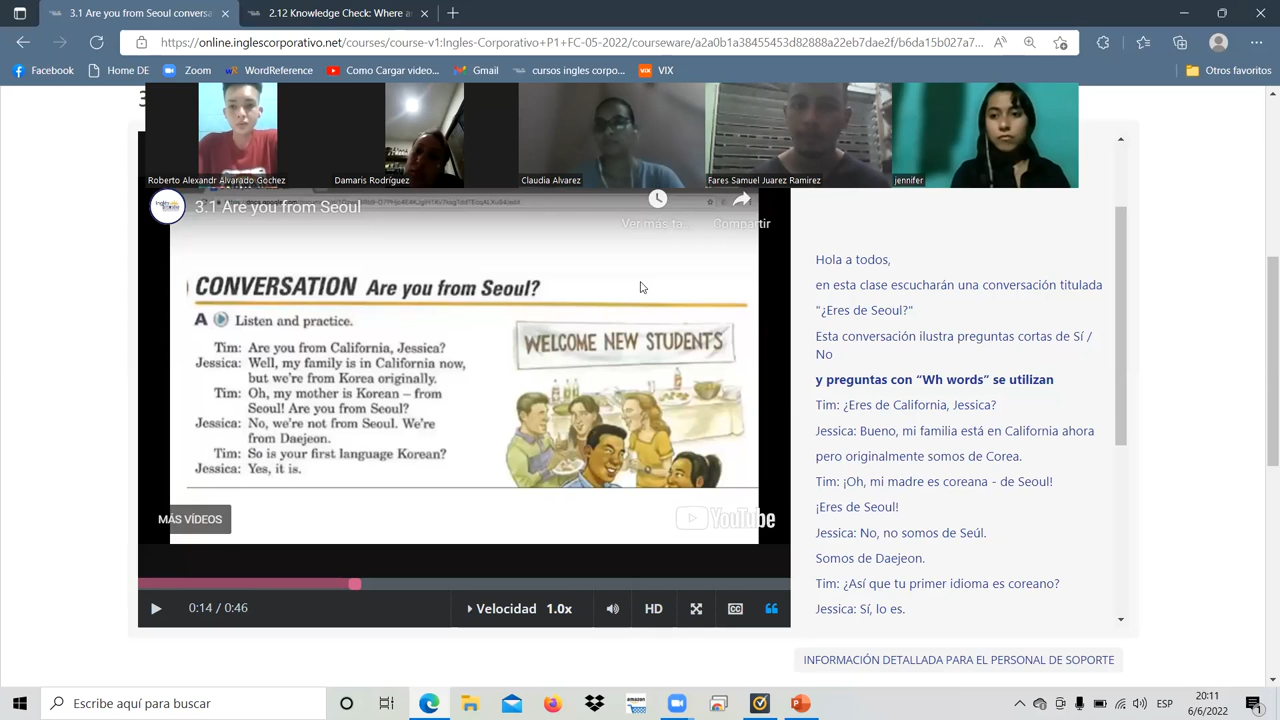 3.1 Are you from Seoul? | 3.1
2.12 Knowledge Check: Where ar
https://online.inglescorporativo.net/courses/course-v1:Ingles-Corporativo+P1+FC-05-2022/courseware/a2a0b1a38455453d82888a22eb7dae2f/b6da15b027a7...
Facebook
Home DE
Zoom
WordReference
Como Cargar video...
Gmail
cursos ingles corpo...
VIX
Otros favoritos
Roberto Alexandr Alvarado Gochez
Damaris Rodríguez
Claudia Alvarez
Fares Samuel Juarez Ramirez
jennifer
3.1 Are you from Seoul
Ver más ta...
Compartir
CONVERSATION Are you from Seoul?
A Listen and practice.
Tim: Are you from California, Jessica?
Jessica: Well, my family is in California now,
but we're from Korea originally.
Tim: Oh, my mother is Korean – from
Seoul! Are you from Seoul?
Jessica: No, we're not from Seoul. We're
from Daejeon.
Tim: So is your first language Korean?
Jessica: Yes, it is.
WELCOME NEW STUDENTS
MÁS VÍDEOS
YouTube
0:14 / 0:46
Velocidad 1.0x
HD
CC
Hola a todos,
en esta clase escucharán una conversación titulada
"¿Eres de Seoul?"
Esta conversación ilustra preguntas cortas de Sí /
No
y preguntas con “Wh words” se utilizan
Tim: ¿Eres de California, Jessica?
Jessica: Bueno, mi familia está en California ahora
pero originalmente somos de Corea.
Tim: ¡Oh, mi madre es coreana - de Seoul!
¡Eres de Seoul!
Jessica: No, no somos de Seúl.
Somos de Daejeon.
Tim: ¿Así que tu primer idioma es coreano?
Jessica: Sí, lo es.
INFORMACIÓN DETALLADA PARA EL PERSONAL DE SOPORTE
Escribe aquí para buscar
ESP
20:11
6/6/2022